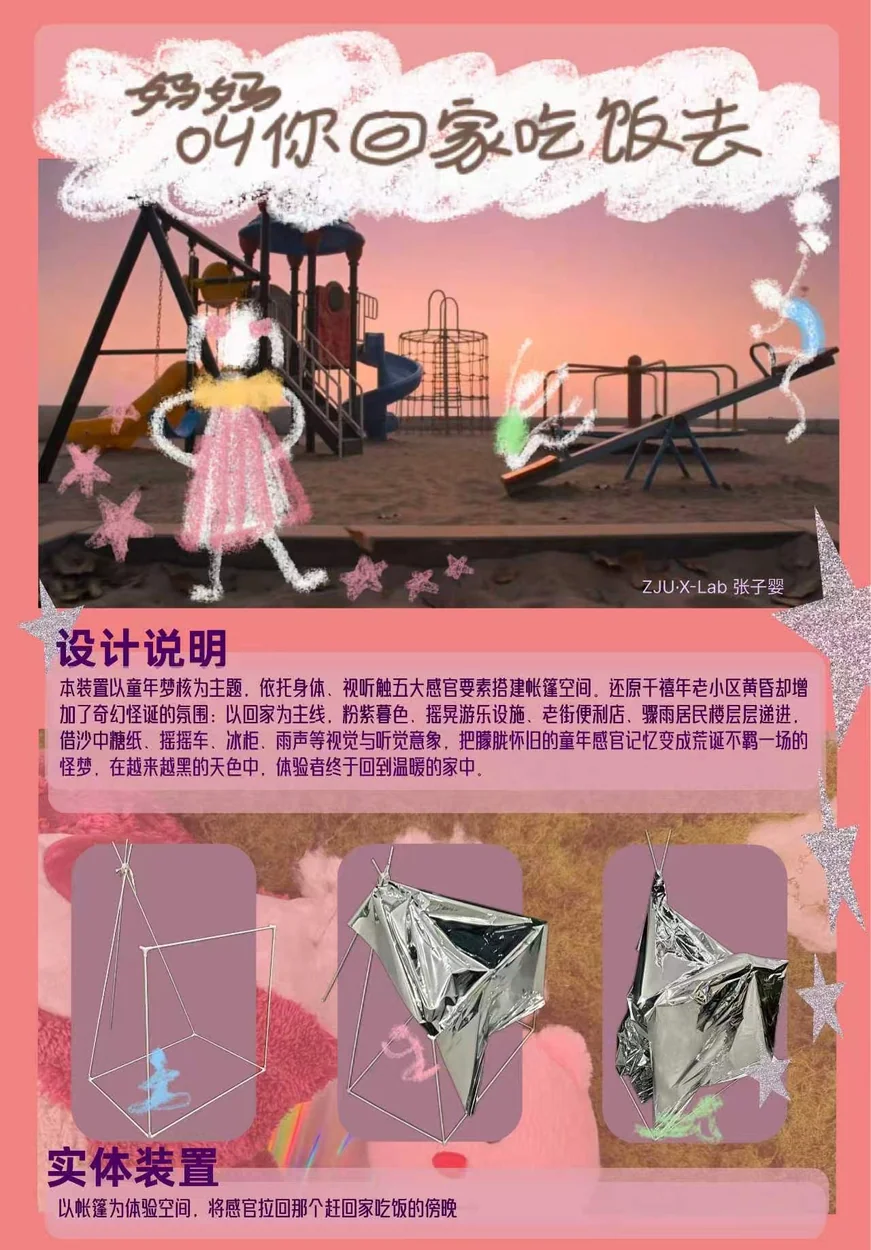 妈妈
叫你回家吃饭去
ZJU·X-Lab 张子婴
设计说明
本装置以童年梦核为主题，依托身体、视听触五大感官要素搭建帐篷空间。还原千禧年老小区黄昏却增
加了奇幻怪诞的氛围：以回家为主线，粉紫暮色、摇晃游乐设施、老街便利店、骤雨居民楼层层递进，
借沙中糖纸、摇摇车、冰柜、雨声等视觉与听觉意象，把朦胧怀旧的童年感官记忆变成荒诞不羁一场的
怪梦，在越来越黑的天色中，体验者终于回到温暖的家中。
实体装置
以帐篷为体验空间，将感官拉回那个赶回家吃饭的傍晚